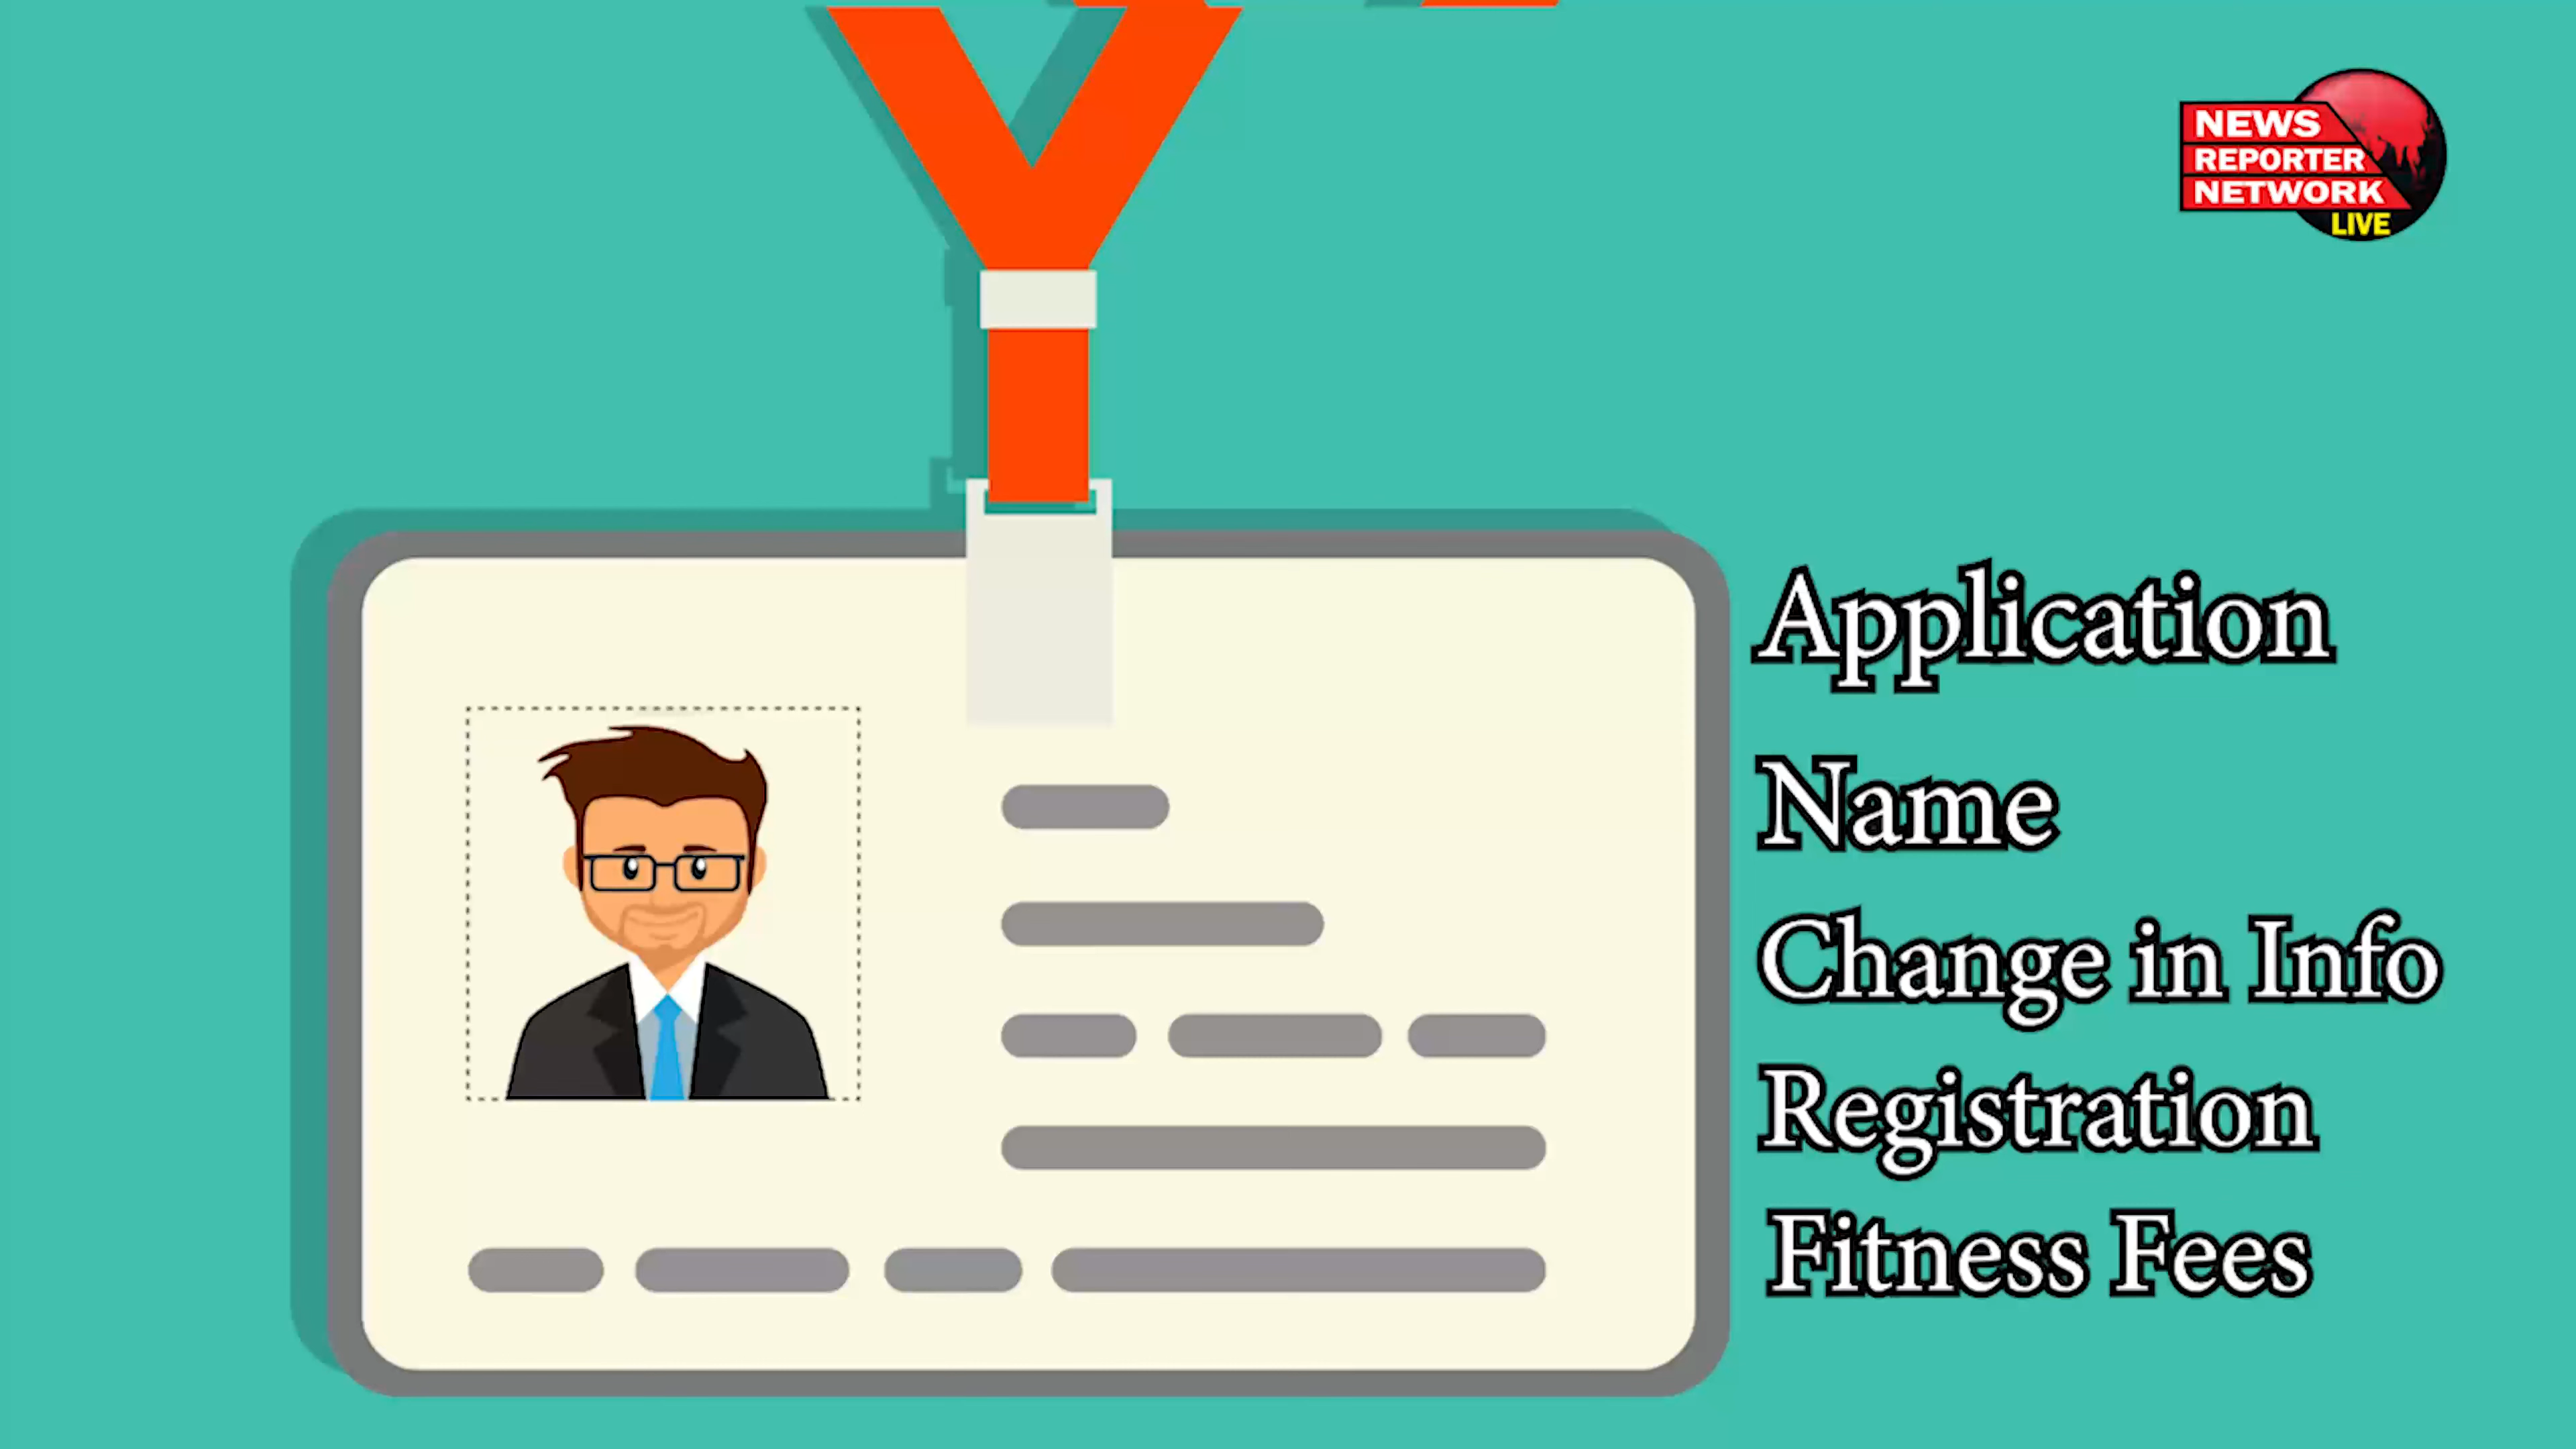 NEWS
REPORTER
NETWORK
LIVE
Application
Name
Change in Info
Registration
Fitness Fees